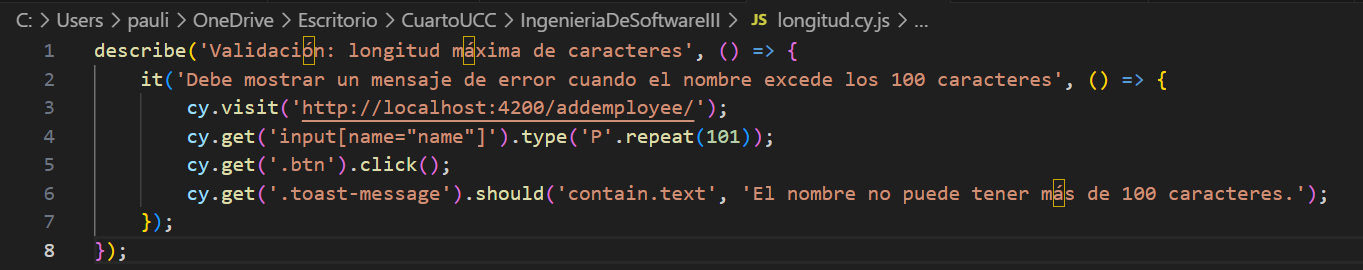 C: > Users > pauli > OneDrive > Escritorio > CuartoUCC > IngenieriaDeSoftwareIII > JS longitud.cy.js > ...
1 describe('Validación: longitud máxima de caracteres', () => {
2 it('Debe mostrar un mensaje de error cuando el nombre excede los 100 caracteres', () => {
3 cy.visit('http://localhost:4200/addemployee/');
4 cy.get('input[name="name"]').type('P'.repeat(101));
5 cy.get('.btn').click();
6 cy.get('.toast-message').should('contain.text', 'El nombre no puede tener más de 100 caracteres.');
7 });
8 });